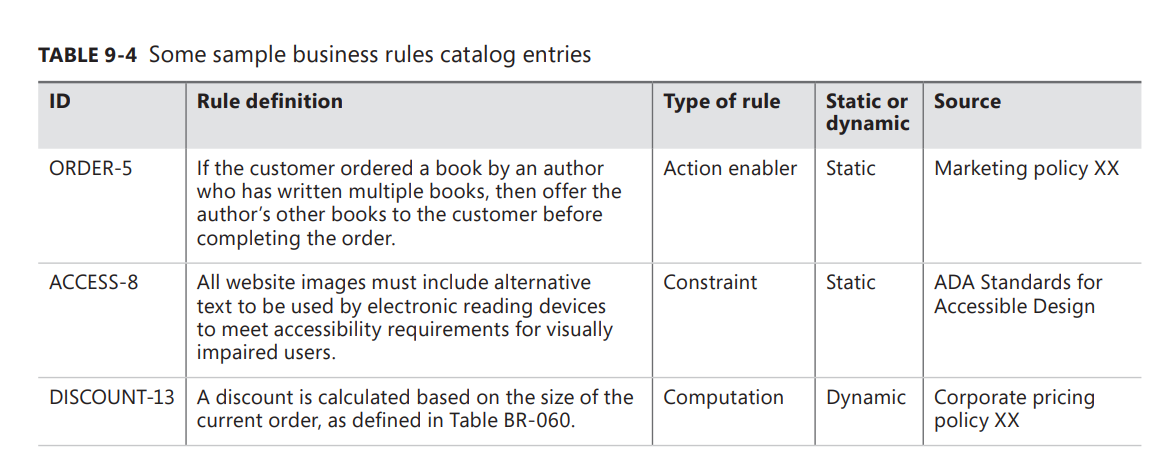 TABLE 9-4 Some sample business rules catalog entries
ID
Rule definition
Type of rule
Static or
dynamic
Source
ORDER-5
If the customer ordered a book by an author
who has written multiple books, then offer the
author’s other books to the customer before
completing the order.
Action enabler
Static
Marketing policy XX
ACCESS-8
All website images must include alternative
text to be used by electronic reading devices
to meet accessibility requirements for visually
impaired users.
Constraint
Static
ADA Standards for
Accessible Design
DISCOUNT-13
A discount is calculated based on the size of the
current order, as defined in Table BR-060.
Computation
Dynamic
Corporate pricing
policy XX